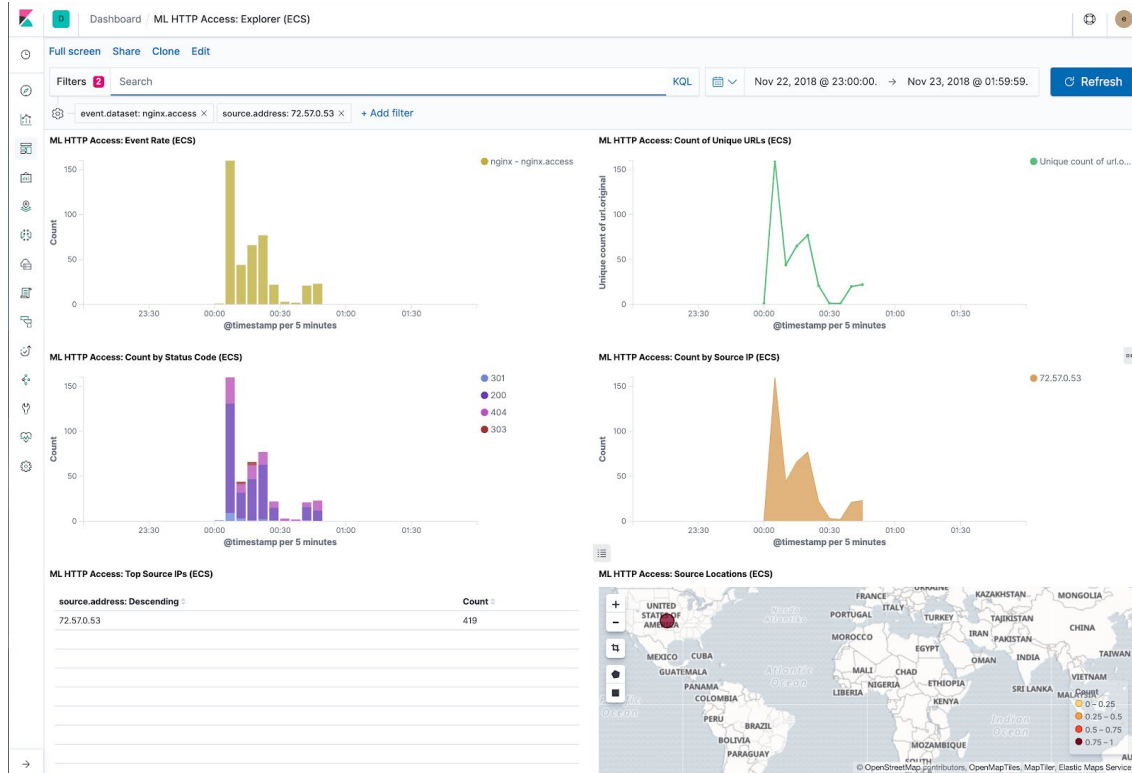 D Dashboard / ML HTTP Access: Explorer (ECS) e
Full screen Share Clone Edit
Filters 2 Search KQL Nov 22, 2018 @ 23:00:00. → Nov 23, 2018 @ 01:59:59. Refresh
event.dataset: nginx.access × source.address: 72.57.0.53 × + Add filter
ML HTTP Access: Event Rate (ECS)
150
100
50
0
Count
23:30 00:00 00:30 01:00 01:30
@timestamp per 5 minutes
nginx - nginx.access
ML HTTP Access: Count of Unique URLs (ECS)
150
100
50
0
Unique count of url.original
23:30 00:00 00:30 01:00 01:30
@timestamp per 5 minutes
Unique count of url.o...
ML HTTP Access: Count by Status Code (ECS)
150
100
50
0
Count
23:30 00:00 00:30 01:00 01:30
@timestamp per 5 minutes
301
200
404
303
ML HTTP Access: Count by Source IP (ECS)
150
100
50
0
Count
23:30 00:00 00:30 01:00 01:30
@timestamp per 5 minutes
72.57.0.53
ML HTTP Access: Top Source IPs (ECS)
source.address: Descending Count
72.57.0.53 419
ML HTTP Access: Source Locations (ECS)
+
−
UNITED
STATES OF
AMERICA
MEXICO
CUBA
GUATEMALA
PANAMA
COLOMBIA
PERU
BRAZIL
BOLIVIA
PARAGUAY
Atlantic
Ocean
FRANCE
UKRAINE
ITALY
PORTUGAL
TURKEY
KAZAKHSTAN
MONGOLIA
TAJIKISTAN
CHINA
IRAN
PAKISTAN
MOROCCO
EGYPT
OMAN
INDIA
TAIWAN
MALI
CHAD
NIGERIA
ETHIOPIA
LIBERIA
KENYA
VIETNAM
SRI LANKA
MALAYSIA
Indian
Ocean
MOZAMBIQUE
SOUTH
AU
Count
0 – 0.25
0.25 – 0.5
0.5 – 0.75
0.75 – 1
© OpenStreetMap contributors, OpenMapTiles, MapTiler, Elastic Maps Service